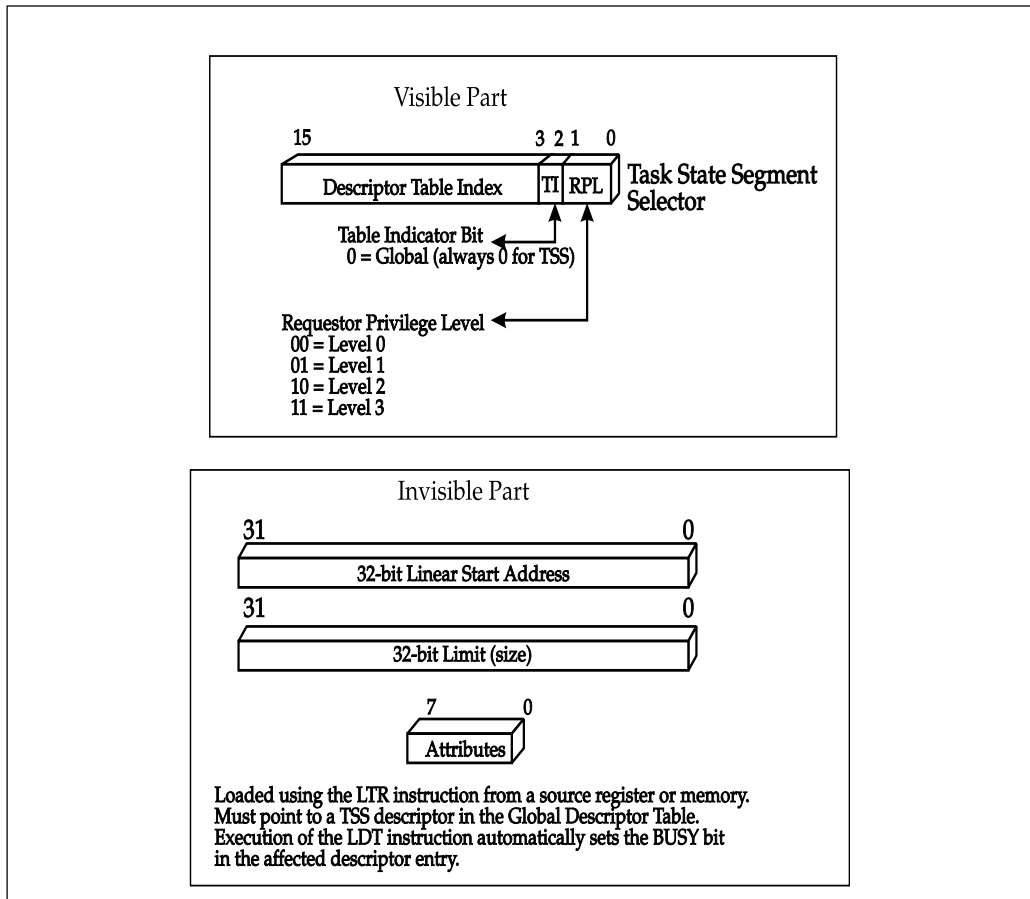 Visible Part
15 3 2 1 0
Descriptor Table Index TI RPL
Task State Segment
Selector
Table Indicator Bit
0 = Global (always 0 for TSS)
Requestor Privilege Level
00 = Level 0
01 = Level 1
10 = Level 2
11 = Level 3
Invisible Part
31 0
32-bit Linear Start Address
31 0
32-bit Limit (size)
7 0
Attributes
Loaded using the LTR instruction from a source register or memory.
Must point to a TSS descriptor in the Global Descriptor Table.
Execution of the LDT instruction automatically sets the BUSY bit
in the affected descriptor entry.